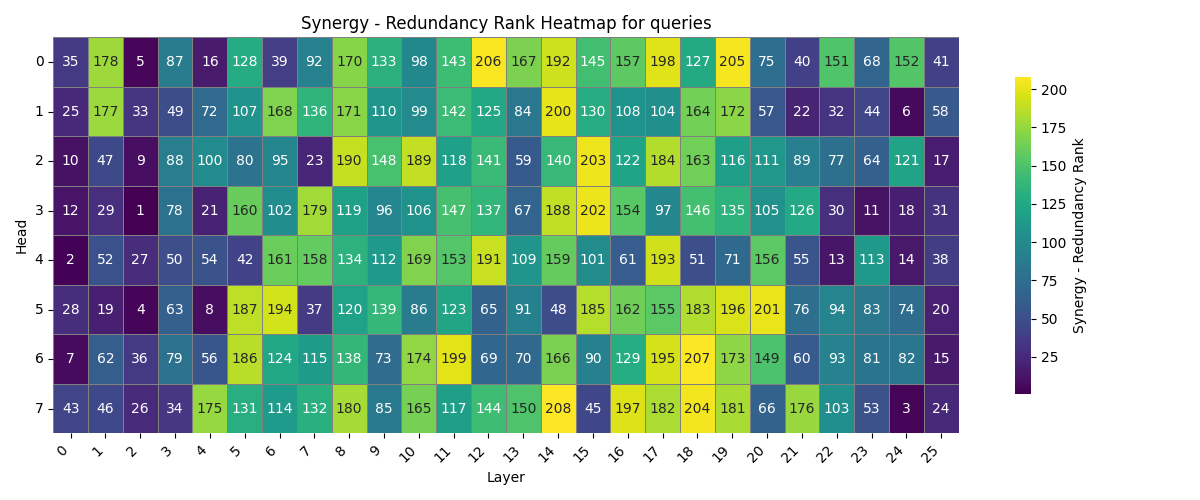 Synergy - Redundancy Rank Heatmap for queries
0 35 178 5 87 16 128 39 92 170 133 98 143 206 167 192 145 157 198 127 205 75 40 151 68 152 41
1 25 177 33 49 72 107 168 136 171 110 99 142 125 84 200 130 108 104 164 172 57 22 32 44 6 58
2 10 47 9 88 100 80 95 23 190 148 189 118 141 59 140 203 122 184 163 116 111 89 77 64 121 17
3 12 29 1 78 21 160 102 179 119 96 106 147 137 67 188 202 154 97 146 135 105 126 30 11 18 31
4 2 52 27 50 54 42 161 158 134 112 169 153 191 109 159 101 61 193 51 71 156 55 13 113 14 38
5 28 19 4 63 8 187 194 37 120 139 86 123 65 91 48 185 162 155 183 196 201 76 94 83 74 20
6 7 62 36 79 56 186 124 115 138 73 174 199 69 70 166 90 129 195 207 173 149 60 93 81 82 15
7 43 46 26 34 175 131 114 132 180 85 165 117 144 150 208 45 197 182 204 181 66 176 103 53 3 24
0 1 2 3 4 5 6 7 8 9 10 11 12 13 14 15 16 17 18 19 20 21 22 23 24 25
Layer
Head
200
175
150
125
100
75
50
25
Synergy - Redundancy Rank